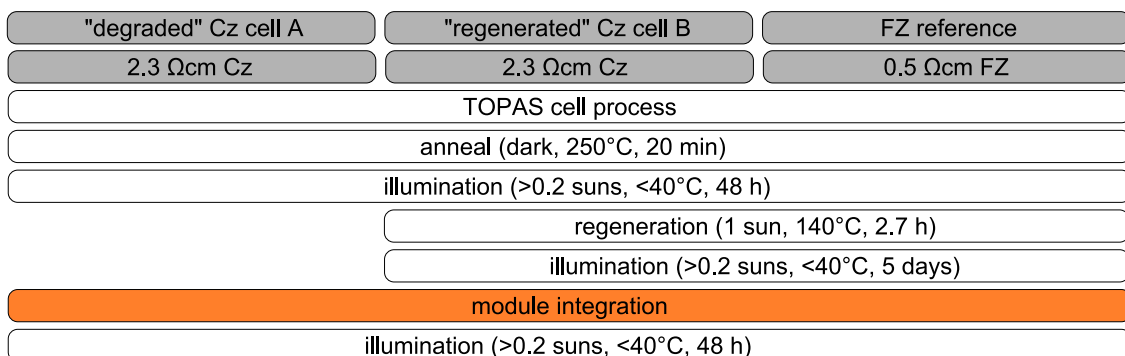 "degraded" Cz cell A
"regenerated" Cz cell B
FZ reference
2.3 Ωcm Cz
2.3 Ωcm Cz
0.5 Ωcm FZ
TOPAS cell process
anneal (dark, 250°C, 20 min)
illumination (>0.2 suns, <40°C, 48 h)
regeneration (1 sun, 140°C, 2.7 h)
illumination (>0.2 suns, <40°C, 5 days)
module integration
illumination (>0.2 suns, <40°C, 48 h)